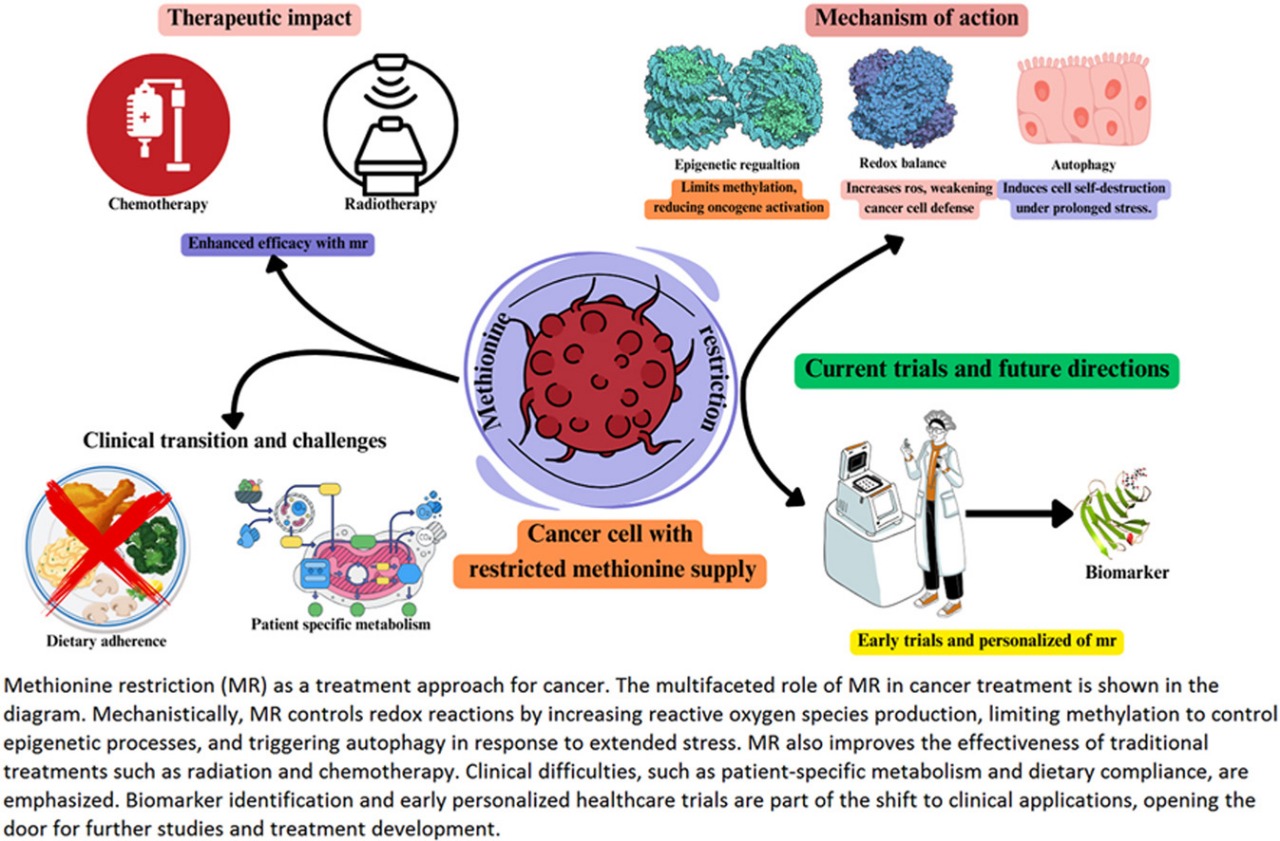 Therapeutic impact
Chemotherapy
Radiotherapy
Enhanced efficacy with mr
Mechanism of action
Epigenetic regualtion
Limits methylation,
reducing oncogene activation
Redox balance
Increases ros, weakening
cancer cell defense
Autophagy
Induces cell self-destruction
under prolonged stress.
Methionine
restriction
Cancer cell with
restricted methionine supply
Clinical transition and challenges
Dietary adherence
Patient specific metabolism
Current trials and future directions
Biomarker
Early trials and personalized of mr
Methionine restriction (MR) as a treatment approach for cancer. The multifaceted role of MR in cancer treatment is shown in the
diagram. Mechanistically, MR controls redox reactions by increasing reactive oxygen species production, limiting methylation to control
epigenetic processes, and triggering autophagy in response to extended stress. MR also improves the effectiveness of traditional
treatments such as radiation and chemotherapy. Clinical difficulties, such as patient-specific metabolism and dietary compliance, are
emphasized. Biomarker identification and early personalized healthcare trials are part of the shift to clinical applications, opening the
door for further studies and treatment development.